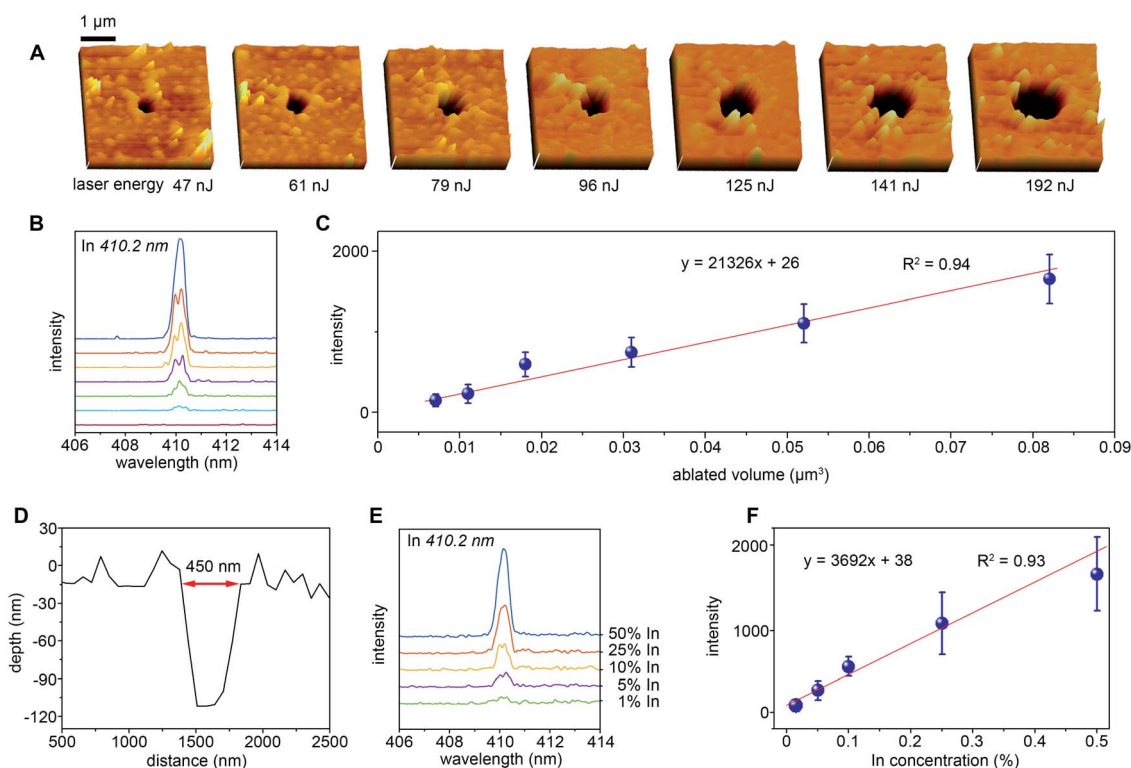 1 µm
A
laser energy 47 nJ
61 nJ
79 nJ
96 nJ
125 nJ
141 nJ
192 nJ
B
In 410.2 nm
intensity
406 408 410 412 414
wavelength (nm)
C
2000
0
intensity
y = 21326x + 26
R² = 0.94
0 0.01 0.02 0.03 0.04 0.05 0.06 0.07 0.08 0.09
ablated volume (µm³)
D
30
0
-30
-60
-90
-120
depth (nm)
450 nm
500 1000 1500 2000 2500
distance (nm)
E
In 410.2 nm
intensity
50% In
25% In
10% In
5% In
1% In
406 408 410 412 414
wavelength (nm)
F
2000
1000
0
intensity
y = 3692x + 38
R² = 0.93
0 0.1 0.2 0.3 0.4 0.5
In concentration (%)